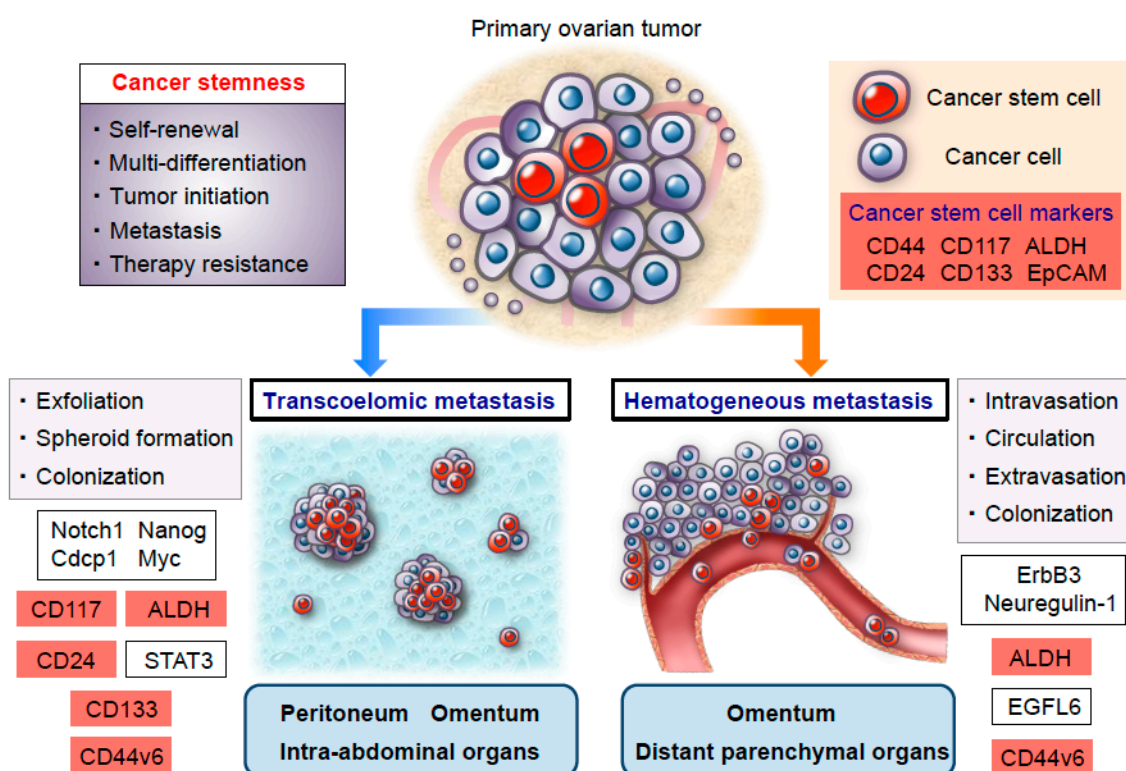 Primary ovarian tumor
Cancer stemness
· Self-renewal
· Multi-differentiation
· Tumor initiation
· Metastasis
· Therapy resistance
Cancer stem cell
Cancer cell
Cancer stem cell markers
CD44 CD117 ALDH
CD24 CD133 EpCAM
· Exfoliation
· Spheroid formation
· Colonization
Notch1 Nanog
Cdcp1 Myc
CD117 ALDH
CD24 STAT3
CD133
CD44v6
Transcoelomic metastasis
Peritoneum Omentum
Intra-abdominal organs
Hematogeneous metastasis
Omentum
Distant parenchymal organs
· Intravasation
· Circulation
· Extravasation
· Colonization
ErbB3
Neuregulin-1
ALDH
EGFL6
CD44v6